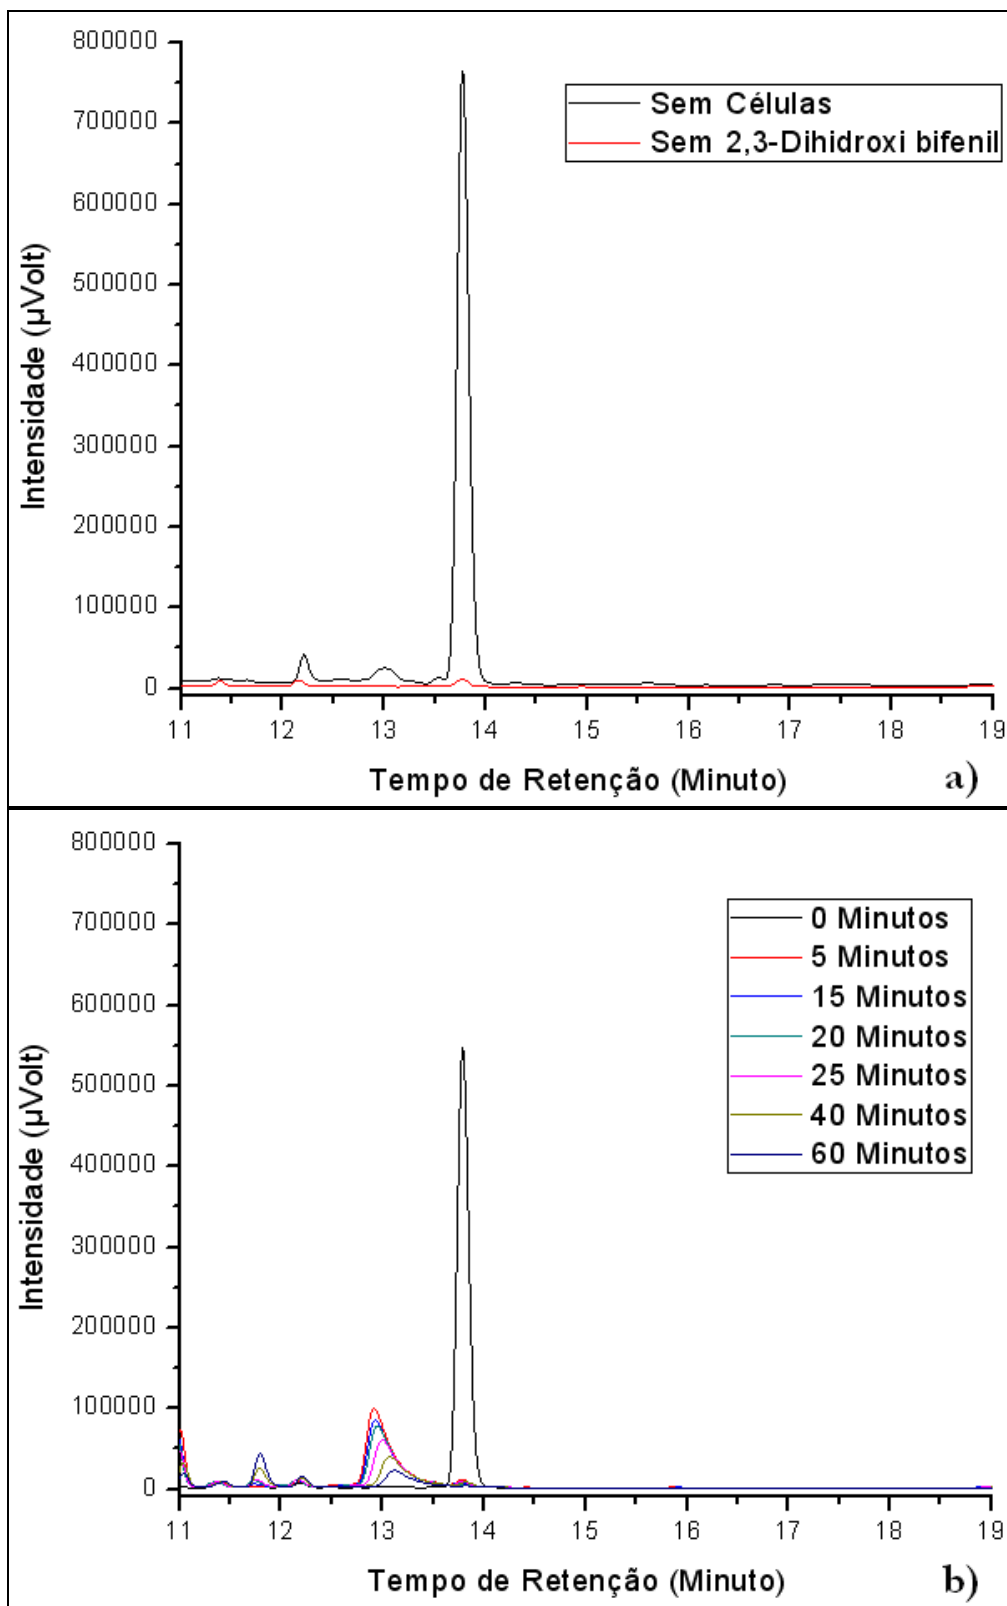 800000
700000
600000
500000
400000
300000
200000
100000
0
Intensidade (µVolt)
Sem Células
Sem 2,3-Dihidroxi bifenil
11 12 13 14 15 16 17 18 19
Tempo de Retenção (Minuto)
a)
800000
700000
600000
500000
400000
300000
200000
100000
0
Intensidade (µVolt)
0 Minutos
5 Minutos
15 Minutos
20 Minutos
25 Minutos
40 Minutos
60 Minutos
11 12 13 14 15 16 17 18 19
Tempo de Retenção (Minuto)
b)